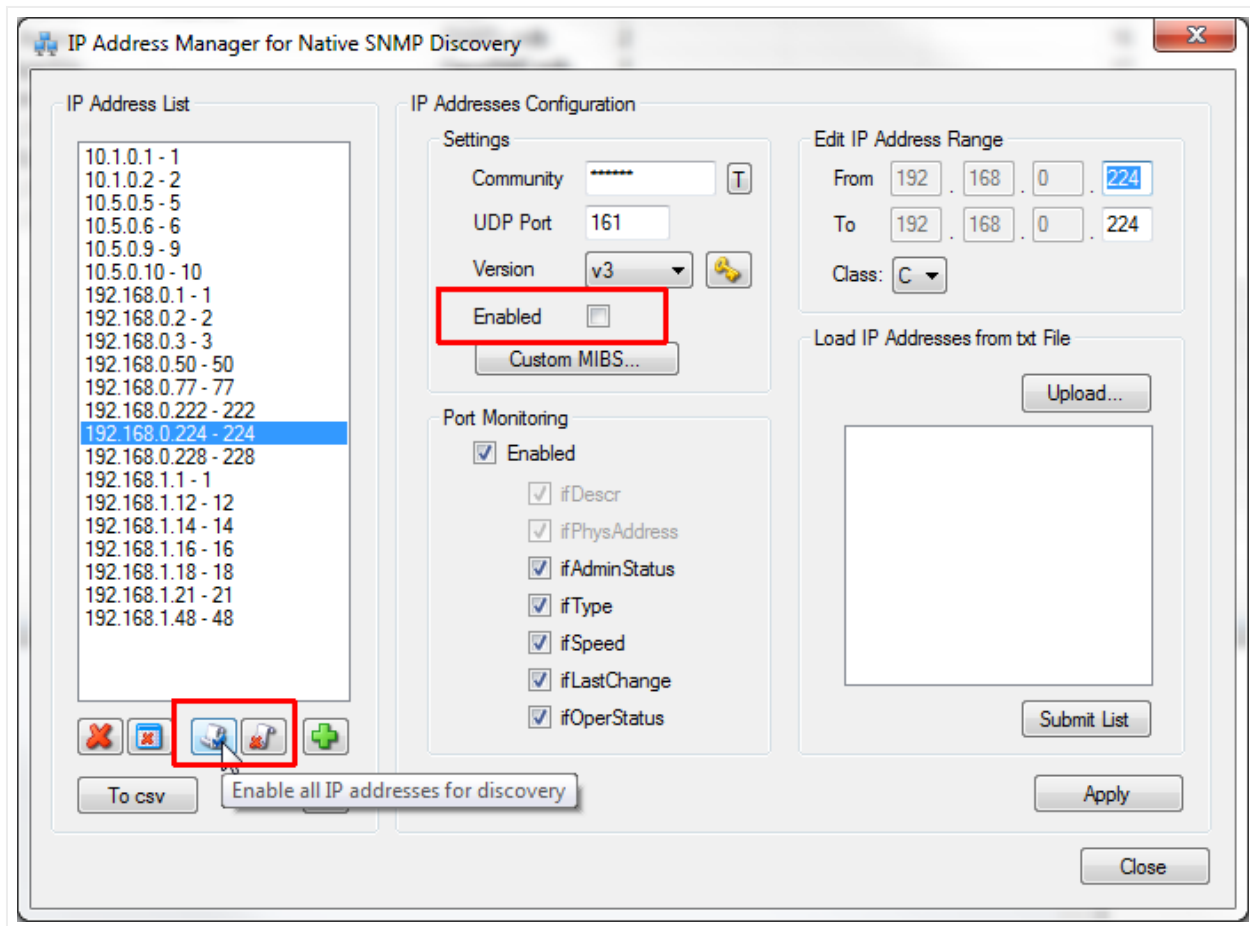 IP Address Manager for Native SNMP Discovery
IP Address List
10.1.0.1 - 1
10.1.0.2 - 2
10.5.0.5 - 5
10.5.0.6 - 6
10.5.0.9 - 9
10.5.0.10 - 10
192.168.0.1 - 1
192.168.0.2 - 2
192.168.0.3 - 3
192.168.0.50 - 50
192.168.0.77 - 77
192.168.0.222 - 222
192.168.0.224 - 224
192.168.0.228 - 228
192.168.1.1 - 1
192.168.1.12 - 12
192.168.1.14 - 14
192.168.1.16 - 16
192.168.1.18 - 18
192.168.1.21 - 21
192.168.1.48 - 48
To csv
Enable all IP addresses for discovery
IP Addresses Configuration
Settings
Community ****** T
UDP Port 161
Version v3
Enabled
Custom MIBS...
Port Monitoring
Enabled
ifDescr
ifPhysAddress
ifAdminStatus
ifType
ifSpeed
ifLastChange
ifOperStatus
Edit IP Address Range
From 192 . 168 . 0 . 224
To 192 . 168 . 0 . 224
Class: C
Load IP Addresses from txt File
Upload...
Submit List
Apply
Close